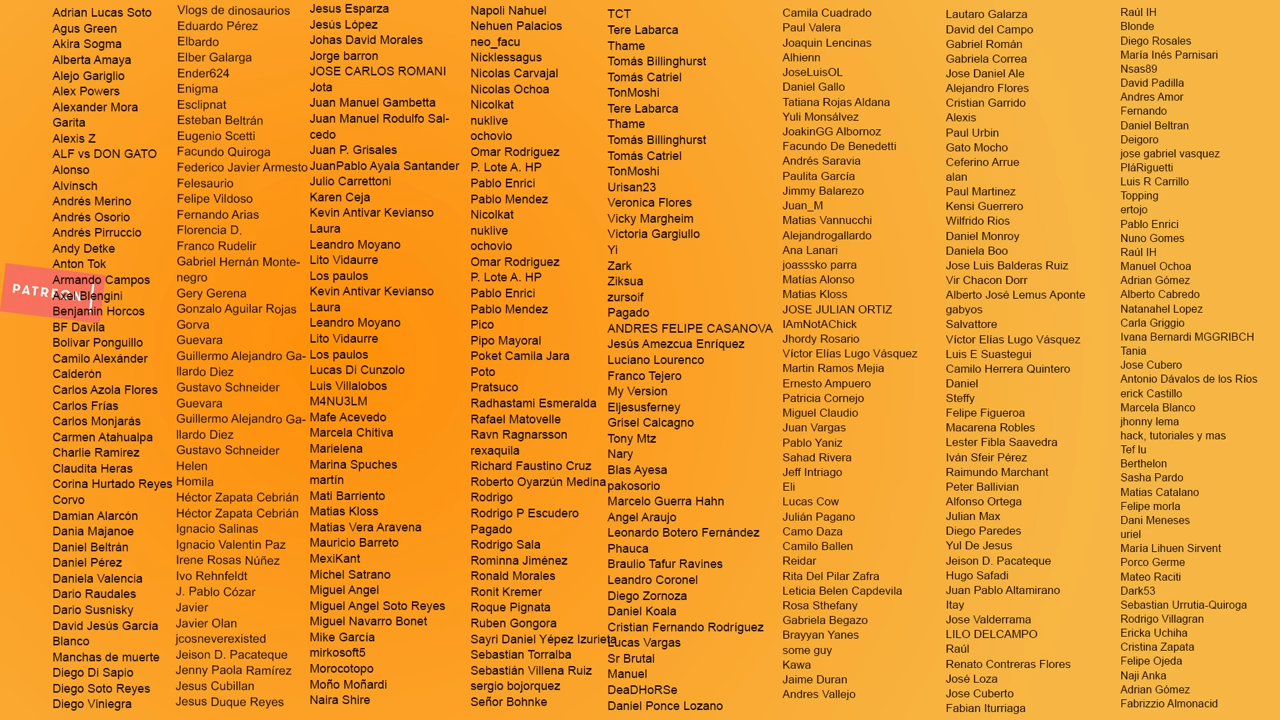 Adrian Lucas Soto
Agus Green
Akira Sogma
Alberta Amaya
Alejo Gariglio
Alex Powers
Alexander Mora
Garita
Alexis Z
ALF vs DON GATO
Alonso
Alvinsch
Andrés Merino
Andrés Osorio
Andrés Pirruccio
Andy Detke
Anton Tok
Armando Campos
PATREON
Axel Blengini
Benjamin Horcos
BF Davila
Bolivar Ponguillo
Camilo Alexánder
Calderón
Carlos Azola Flores
Carlos Frías
Carlos Monjarás
Carmen Atahualpa
Charlie Ramirez
Claudita Heras
Corina Hurtado Reyes
Corvo
Damian Alarcón
Dania Majanoe
Daniel Beltrán
Daniel Pérez
Daniela Valencia
Dario Raudales
Dario Susnisky
David Jesús García
Blanco
Manchas de muerte
Diego Di Sapio
Diego Soto Reyes
Diego Viniegra
Vlogs de dinosaurios
Eduardo Pérez
Elbardo
Elber Galarga
Ender624
Enigma
Esclipnat
Esteban Beltrán
Eugenio Scetti
Facundo Quiroga
Federico Javier Armesto
Felesaurio
Felipe Vildoso
Fernando Arias
Florencia D.
Franco Rudelir
Gabriel Hernán Monte-
negro
Gery Gerena
Gonzalo Aguilar Rojas
Gorva
Guevara
Guillermo Alejandro Ga-
llardo Diez
Gustavo Schneider
Guevara
Guillermo Alejandro Ga-
llardo Diez
Gustavo Schneider
Helen
Homila
Héctor Zapata Cebrián
Héctor Zapata Cebrián
Ignacio Salinas
Ignacio Valentín Paz
Irene Rosas Núñez
Ivo Rehnfeldt
J. Pablo Cózar
Javier
Javier Olan
jcosneverexisted
Jeison D. Pacateque
Jenny Paola Ramírez
Jesus Cubillan
Jesus Duque Reyes
Jesús Esparza
Jesús López
Johas David Morales
Jorge barron
JOSE CARLOS ROMANI
Jota
Juan Manuel Gambetta
Juan Manuel Rodulfo Sal-
cedo
Juan P. Grisales
JuanPablo Ayala Santander
Julio Carrettoni
Karen Ceja
Kevin Antivar Kevianso
Laura
Leandro Moyano
Lito Vidaurre
Los paulos
Kevin Antivar Kevianso
Laura
Leandro Moyano
Lito Vidaurre
Los paulos
Lucas Di Cunzolo
Luis Villalobos
M4NU3LM
Mafe Acevedo
Marcela Chitiva
Marielena
Marina Spuches
martín
Mati Barriento
Matias Kloss
Matias Vera Aravena
Mauricio Barreto
MexiKant
Michel Satrano
Miguel Angel
Miguel Angel Soto Reyes
Miguel Navarro Bonet
Mike García
mirkosoft5
Morocotopo
Moño Moñardi
Naira Shire
Napoli Nahuel
Nehuen Palacios
neo_facu
Nicklessagus
Nicolas Carvajal
Nicolas Ochoa
Nicolkat
nuklive
ochovio
Omar Rodriguez
P. Lote A. HP
Pablo Enrici
Pablo Mendez
Nicolkat
nuklive
ochovio
Omar Rodriguez
P. Lote A. HP
Pablo Enrici
Pablo Mendez
Pico
Pipo Mayoral
Poket Camila Jara
Poto
Pratsuco
Radhastami Esmeralda
Rafael Matovelle
Ravn Ragnarsson
rexaquila
Richard Faustino Cruz
Roberto Oyarzún Medina
Rodrigo
Rodrigo P Escudero
Pagado
Rodrigo Sala
Rominna Jiménez
Ronald Morales
Ronit Kremer
Roque Pignata
Ruben Gongora
Sayri Daniel Yépez Izurieta
Sebastian Torralba
Sebastián Villena Ruiz
sergio bojorquez
Señor Bohnke
TCT
Tere Labarca
Thame
Tomás Billinghurst
Tomás Catriel
TonMoshi
Tere Labarca
Thame
Tomás Billinghurst
Tomás Catriel
TonMoshi
Urisan23
Veronica Flores
Vicky Margheim
Victoria Gargiullo
Yi
Zark
Ziksua
zursoif
Pagado
ANDRES FELIPE CASANOVA
Jesús Amezcua Enríquez
Luciano Lourenco
Franco Tejero
My Version
Eljesusferney
Grisel Calcagno
Tony Mtz
Nary
Blas Ayesa
pakosorio
Marcelo Guerra Hahn
Angel Araujo
Leonardo Botero Fernández
Phauca
Braulio Tafur Ravines
Leandro Coronel
Diego Zornoza
Daniel Koala
Cristian Fernando Rodríguez
Lucas Vargas
Sr Brutal
Manuel
DeaDHoRSe
Daniel Ponce Lozano
Camila Cuadrado
Paul Valera
Joaquin Lencinas
Alhienn
JoseLuisOL
Daniel Gallo
Tatiana Rojas Aldana
Yuli Monsálvez
JoakinGG Albornoz
Facundo De Benedetti
Andrés Saravia
Paulita García
Jimmy Balarezo
Juan_M
Matias Vannucchi
Alejandrogallardo
Ana Lanari
joasssko parra
Matías Alonso
Matias Kloss
JOSE JULIAN ORTIZ
IAmNotAChick
Jhordy Rosario
Víctor Elías Lugo Vásquez
Martin Ramos Mejia
Ernesto Ampuero
Patricia Cornejo
Miguel Claudio
Juan Vargas
Pablo Yaniz
Sahad Rivera
Jeff Intriago
Eli
Lucas Cow
Julián Pagano
Camo Daza
Camilo Ballen
Reidar
Rita Del Pilar Zafra
Leticia Belen Capdevila
Rosa Sthefany
Gabriela Begazo
Brayyan Yanes
some guy
Kawa
Jaime Duran
Andres Vallejo
Lautaro Galarza
David del Campo
Gabriel Román
Gabriela Correa
Jose Daniel Ale
Alejandro Flores
Cristian Garrido
Alexis
Paul Urbin
Gato Mocho
Ceferino Arrue
alan
Paul Martinez
Kensi Guerrero
Wilfrido Rios
Daniel Monroy
Daniela Boo
Jose Luis Balderas Ruiz
Vir Chacon Dorr
Alberto José Lemus Aponte
gabyos
Salvattore
Víctor Elías Lugo Vásquez
Luis E Suastegui
Camilo Herrera Quintero
Daniel
Steffy
Felipe Figueroa
Macarena Robles
Lester Fibla Saavedra
Iván Sfeir Pérez
Raimundo Marchant
Peter Ballivian
Alfonso Ortega
Julian Max
Diego Paredes
Yul De Jesus
Jeison D. Pacateque
Hugo Safadi
Juan Pablo Altamirano
Itay
Jose Valderrama
LILO DELCAMPO
Raúl
Renato Contreras Flores
José Loza
Jose Cuberto
Fabian Iturriaga
Raúl IH
Blonde
Diego Rosales
María Inés Parnisari
Nsas89
David Padilla
Andres Amor
Fernando
Daniel Beltran
Deigoro
jose gabriel vasquez
PláRiguetti
Luis R Carrillo
Topping
ertojo
Pablo Enrici
Nuno Gomes
Raúl IH
Manuel Ochoa
Adrián Gómez
Alberto Cabredo
Natanahel Lopez
Carla Griggio
Ivana Bernardi MGGRIBCH
Tania
Jose Cubero
Antonio Dávalos de los Ríos
erick Castillo
Marcela Blanco
jhonny lema
hack, tutoriales y mas
Tef lu
Berthelon
Sasha Pardo
Matias Catalano
Felipe morla
Dani Meneses
uriel
María Lihuen Sirvent
Porco Germe
Mateo Raciti
Dark53
Sebastian Urrutia-Quiroga
Rodrigo Villagran
Ericka Uchiha
Cristina Zapata
Felipe Ojeda
Naji Anka
Adrián Gómez
Fabrizzio Almonacid